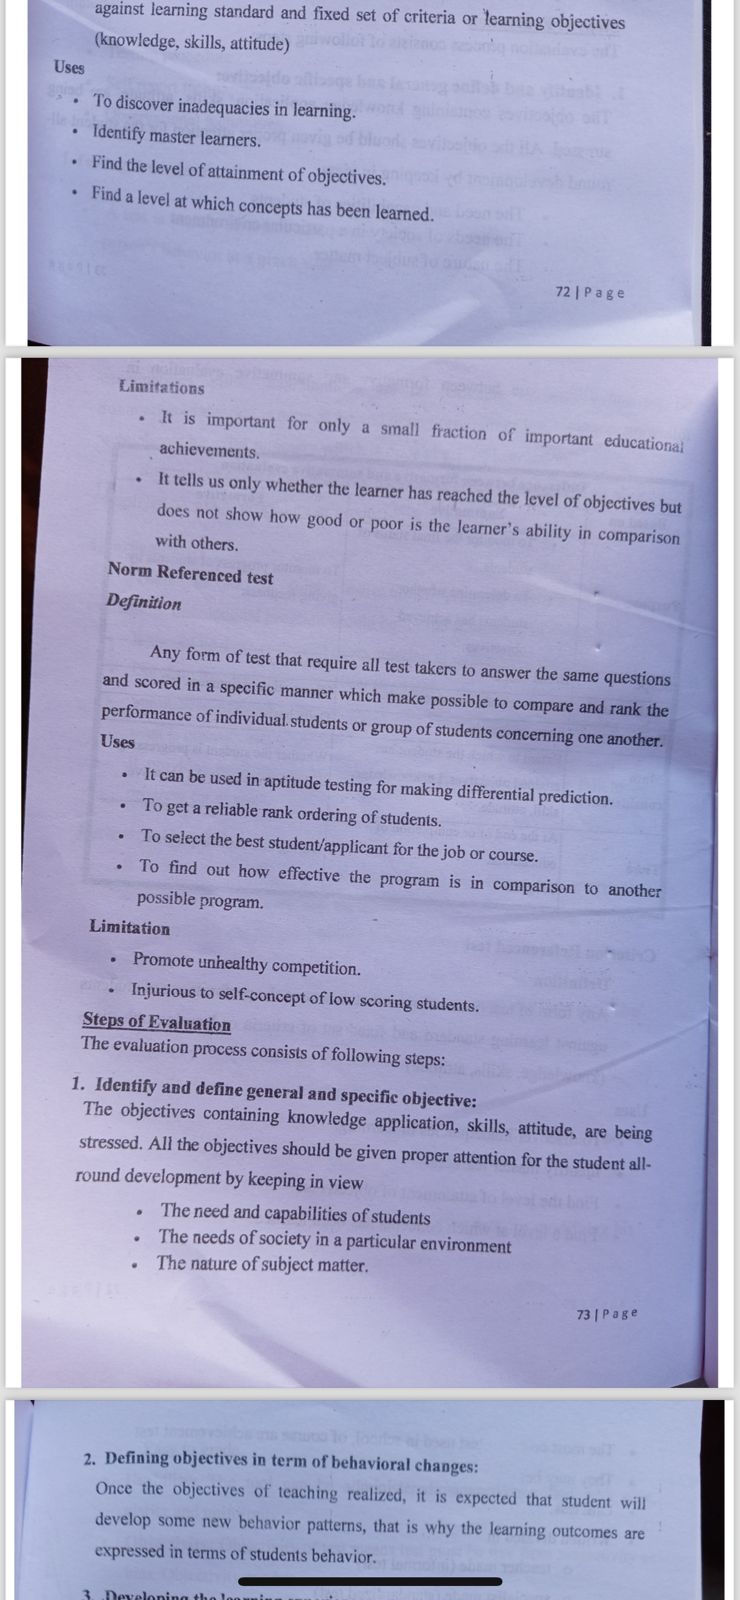 against learning standard and fixed set of criteria or learning objectives
(knowledge, skills, attitude)
Uses
• To discover inadequacies in learning.
• Identify master learners.
• Find the level of attainment of objectives.
• Find a level at which concepts has been learned.
72 | Page
Limitations
• It is important for only a small fraction of important educational
achievements.
• It tells us only whether the learner has reached the level of objectives but
does not show how good or poor is the learner's ability in comparison
with others.
Norm Referenced test
Definition
Any form of test that require all test takers to answer the same questions
and scored in a specific manner which make possible to compare and rank the
performance of individual students or group of students concerning one another.
Uses
• It can be used in aptitude testing for making differential prediction.
• To get a reliable rank ordering of students.
• To select the best student/applicant for the job or course.
• To find out how effective the program is in comparison to another
possible program.
Limitation
• Promote unhealthy competition.
• Injurious to self-concept of low scoring students.
Steps of Evaluation
The evaluation process consists of following steps:
1. Identify and define general and specific objective:
The objectives containing knowledge application, skills, attitude, are being
stressed. All the objectives should be given proper attention for the student all-
round development by keeping in view
• The need and capabilities of students
• The needs of society in a particular environment
• The nature of subject matter.
73 | Page
2. Defining objectives in term of behavioral changes:
Once the objectives of teaching realized, it is expected that student will
develop some new behavior patterns, that is why the learning outcomes are
expressed in terms of students behavior.
3. Developing the